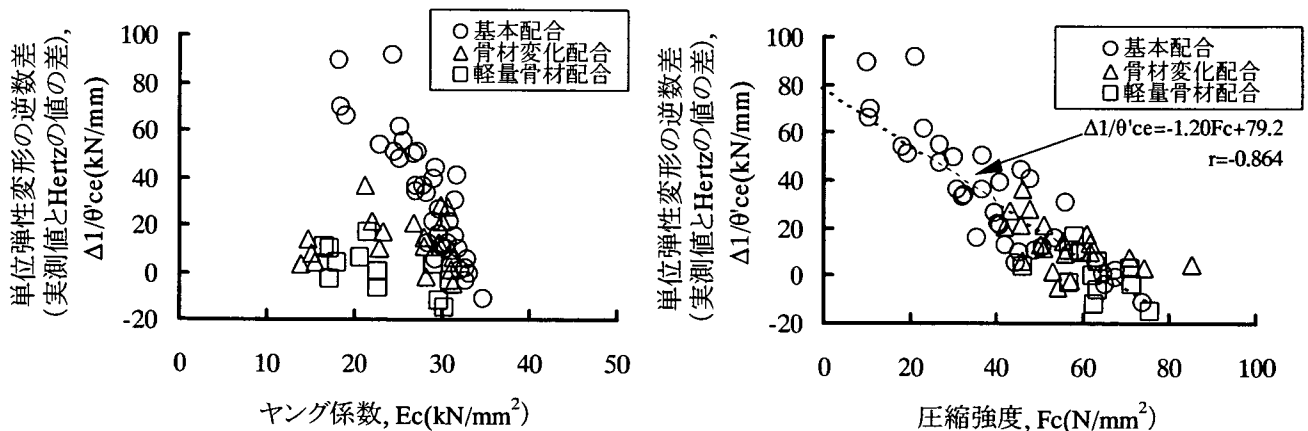 単位弾性変形の逆数差
(実測値とHertzの値の差),
Δ1/θ'ce(kN/mm)
100
80
60
40
20
0
-20
0
10
20
30
40
50
ヤング係数, Ec(kN/mm²)
○基本配合
△骨材変化配合
□軽量骨材配合
単位弾性変形の逆数差
(実測値とHertzの値の差),
Δ1/θ'ce(kN/mm)
100
80
60
40
20
0
-20
0
20
40
60
80
100
圧縮強度, Fc(N/mm²)
○ 基本配合
△ 骨材変化配合
□ 軽量骨材配合
Δ1/θ'ce=-1.20Fc+79.2
r=-0.864